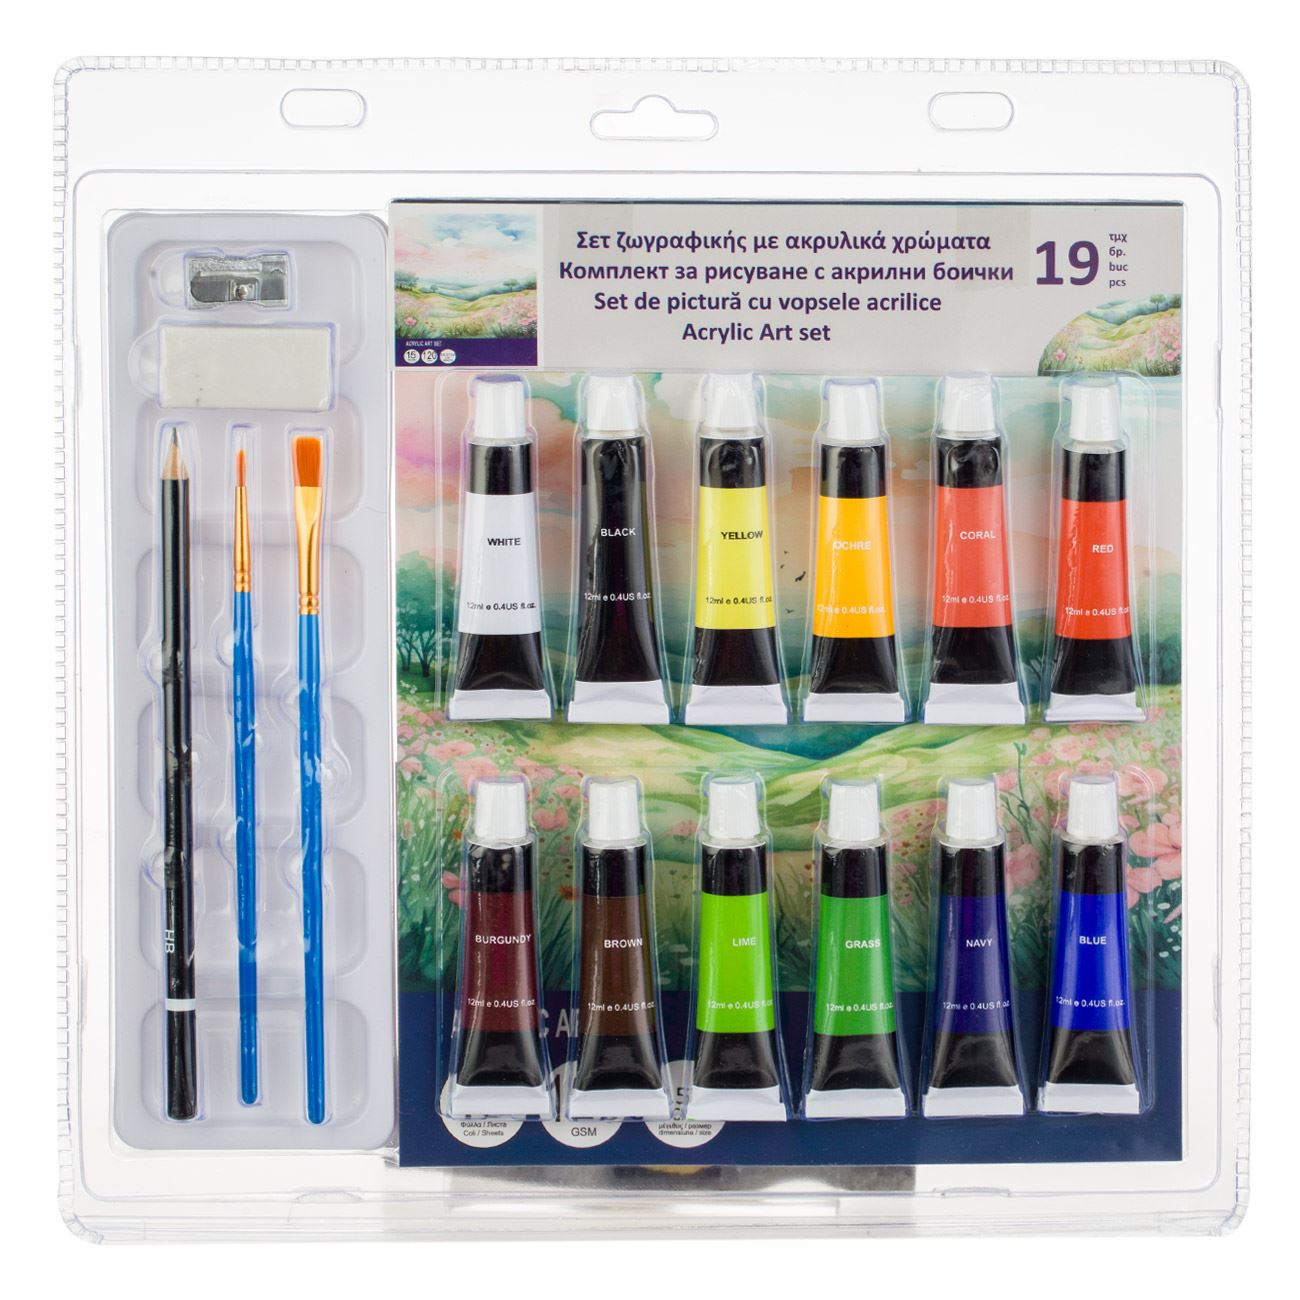 Σετ ζωγραφικής με ακρυλικά χρώματα
Комплект за рисуване с акрилни боички
Set de pictură cu vopsele acrilice
Acrylic Art set
19
τμχ
бр.
buc
pcs
ACRYLIC ART SET
15
120
WHITE
12ml e 0.4US fl.oz.
BLACK
12ml e 0.4US fl.oz.
YELLOW
12ml e 0.4US fl.oz.
OCHRE
12ml e 0.4US fl.oz.
CORAL
12ml e 0.4US fl.oz.
RED
12ml e 0.4US fl.oz.
BURGUNDY
12ml e 0.4US fl.oz.
BROWN
12ml e 0.4US fl.oz.
LIME
12ml e 0.4US fl.oz.
GRASS
12ml e 0.4US fl.oz.
NAVY
12ml e 0.4US fl.oz.
BLUE
12ml e 0.4US fl.oz.
HB
Φύλλα / Листа
Coli / Sheets
GSM
μέγεθος / размер
dimensiune / size